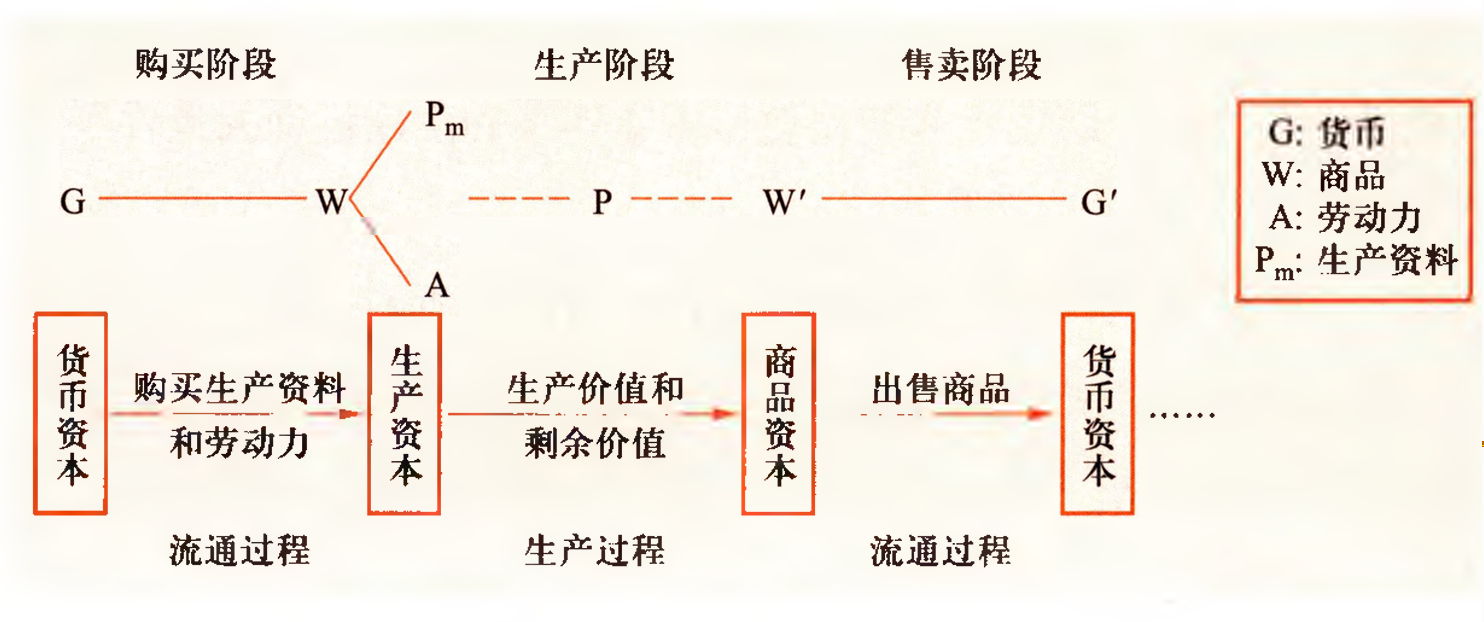 购买阶段 生产阶段 售卖阶段
Pm
G W P W′ G′
A
G: 货币
W: 商品
A: 劳动力
Pm: 生产资料
货币资本
购买生产资料
和劳动力
生产资本
生产价值和
剩余价值
商品资本
出售商品
货币资本
……
流通过程 生产过程 流通过程